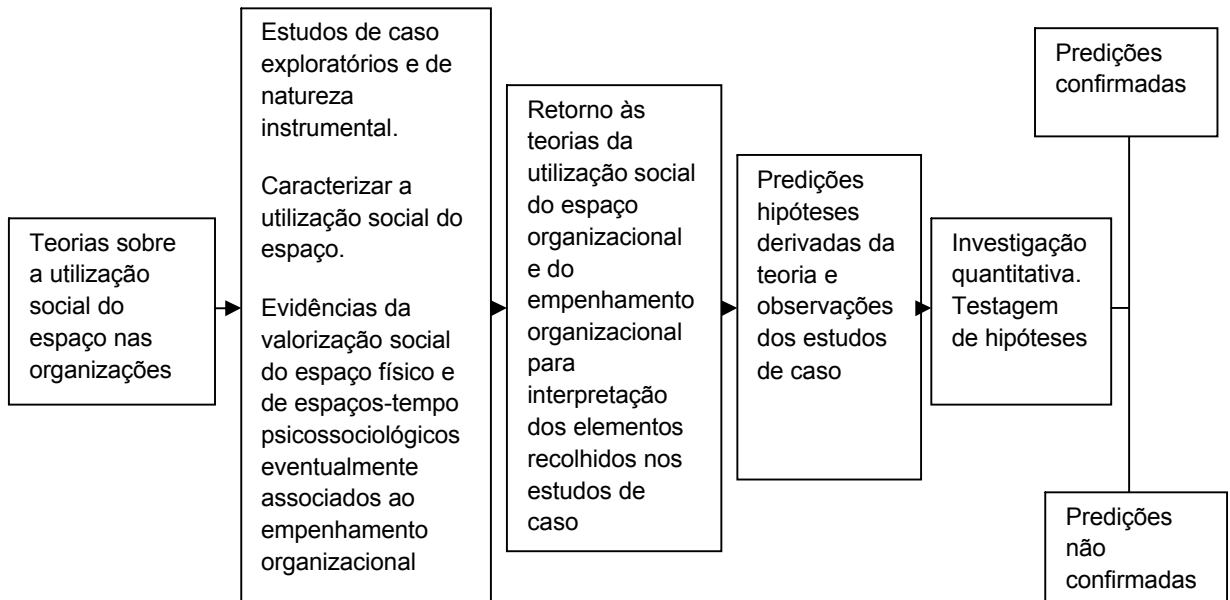 Teorias sobre
a utilização
social do
espaço nas
organizações
Estudos de caso
exploratórios e de
natureza
instrumental.
Caracterizar a
utilização social do
espaço.
Evidências da
valorização social
do espaço físico e
de espaços-tempo
psicossociológicos
eventualmente
associados ao
empenhamento
organizacional
Retorno às
teorias da
utilização social
do espaço
organizacional
e do
empenhamento
organizacional
para
interpretação
dos elementos
recolhidos nos
estudos de
caso
Predições
hipóteses
derivadas da
teoria e
observações
dos estudos
de caso
Investigação
quantitativa.
Testagem
de hipóteses
Predições
confirmadas
Predições
não
confirmadas